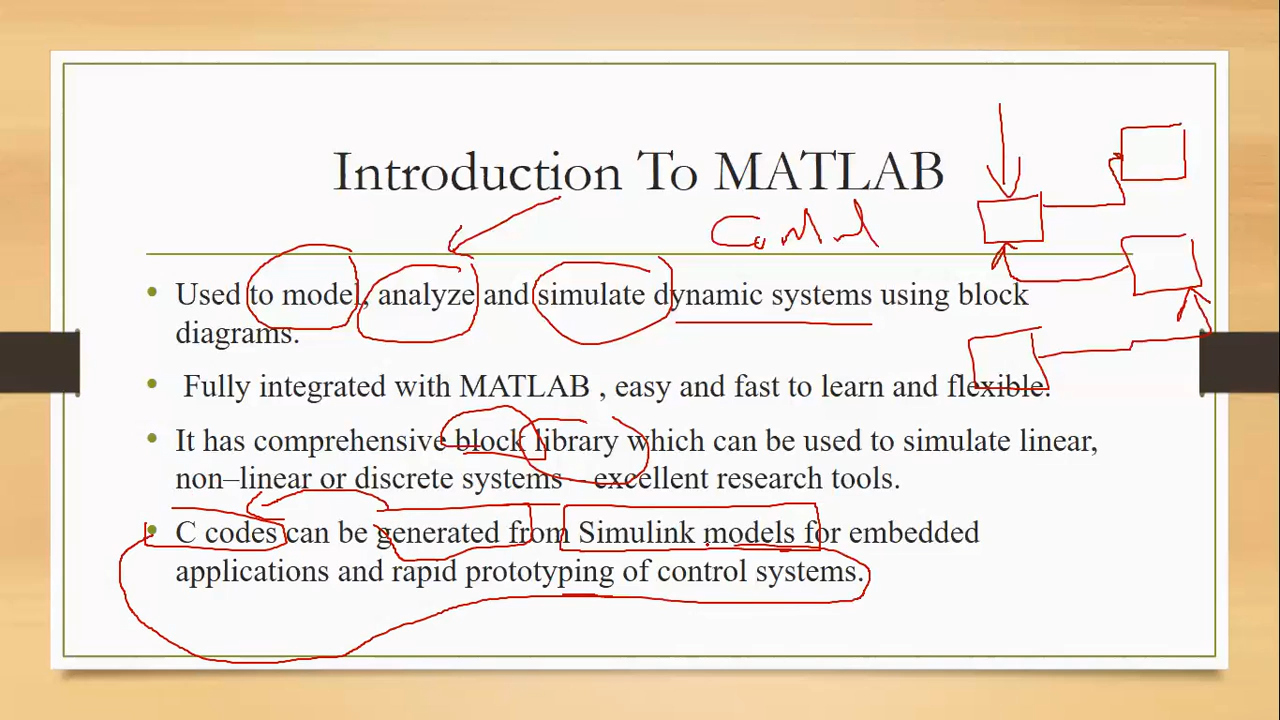 Introduction To MATLAB
• Used to model, analyze and simulate dynamic systems using block
diagrams.
• Fully integrated with MATLAB , easy and fast to learn and flexible.
• It has comprehensive block library which can be used to simulate linear,
non–linear or discrete systems – excellent research tools.
• C codes can be generated from Simulink models for embedded
applications and rapid prototyping of control systems.